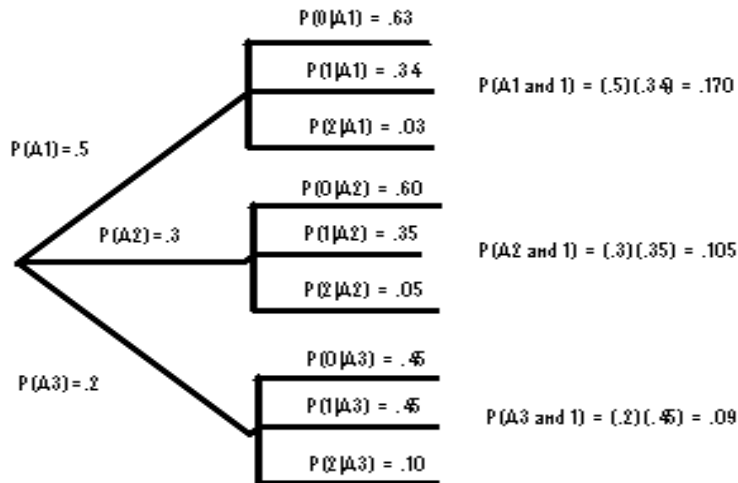 P(0|A1) = .63
P(1|A1) = .34
P(A1 and 1) = (.5)(.34) = .170
P(2|A1) = .03
P(A1) = .5
P(0|A2) = .60
P(A2) = .3
P(1|A2) = .35
P(A2 and 1) = (.3)(.35) = .105
P(2|A2) = .05
P(0|A3) = .45
P(A3) = .2
P(1|A3) = .45
P(A3 and 1) = (.2)(.45) = .09
P(2|A3) = .10